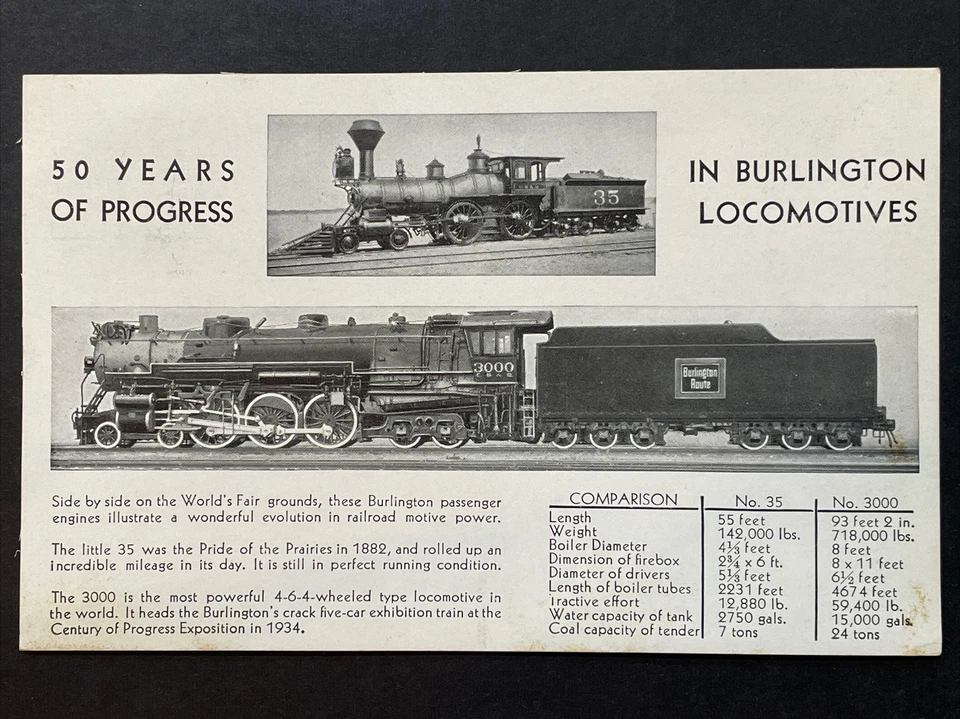 50 YEARS
OF PROGRESS
IN BURLINGTON
LOCOMOTIVES
35
3000
C. B. & Q.
Burlington
Route
Side by side on the World's Fair grounds, these Burlington passenger
engines illustrate a wonderful evolution in railroad motive power.
The little 35 was the Pride of the Prairies in 1882, and rolled up an
incredible mileage in its day. It is still in perfect running condition.
The 3000 is the most powerful 4-6-4-wheeled type locomotive in
the world. It heads the Burlington's crack five-car exhibition train at the
Century of Progress Exposition in 1934.
COMPARISON No. 35 No. 3000
Length 55 feet 93 feet 2 in.
Weight 142,000 lbs. 718,000 lbs.
Boiler Diameter 4⅓ feet 8 feet
Dimension of firebox 2¾ x 6 ft. 8 x 11 feet
Diameter of drivers 5⅓ feet 6½ feet
Length of boiler tubes 2231 feet 4674 feet
Tractive effort 12,880 lb. 59,400 lb.
Water capacity of tank 2750 gals. 15,000 gals.
Coal capacity of tender 7 tons 24 tons